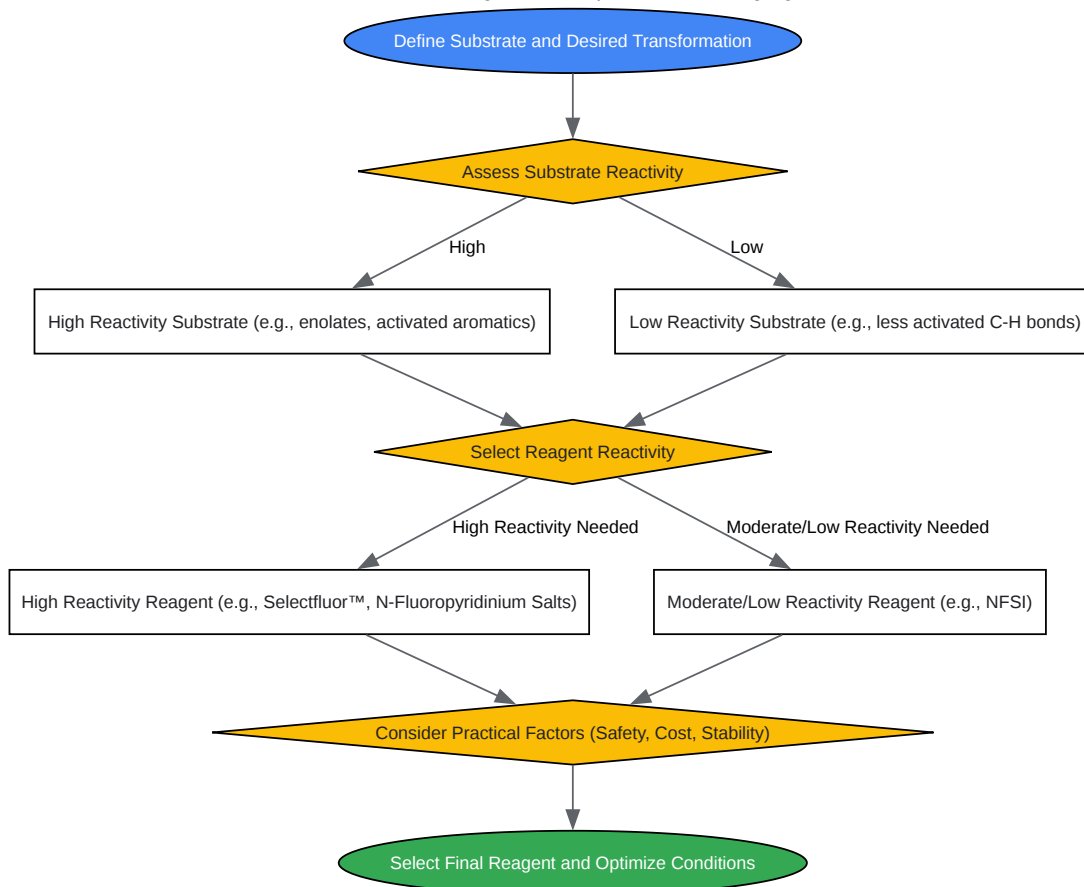 Define Substrate and Desired Transformation
Assess Substrate Reactivity
High
Low
High Reactivity Substrate (e.g., enolates, activated aromatics)
Low Reactivity Substrate (e.g., less activated C-H bonds)
Select Reagent Reactivity
High Reactivity Needed
Moderate/Low Reactivity Needed
High Reactivity Reagent (e.g., Selectfluor™, N-Fluoropyridinium Salts)
Moderate/Low Reactivity Reagent (e.g., NFSI)
Consider Practical Factors (Safety, Cost, Stability)
Select Final Reagent and Optimize Conditions